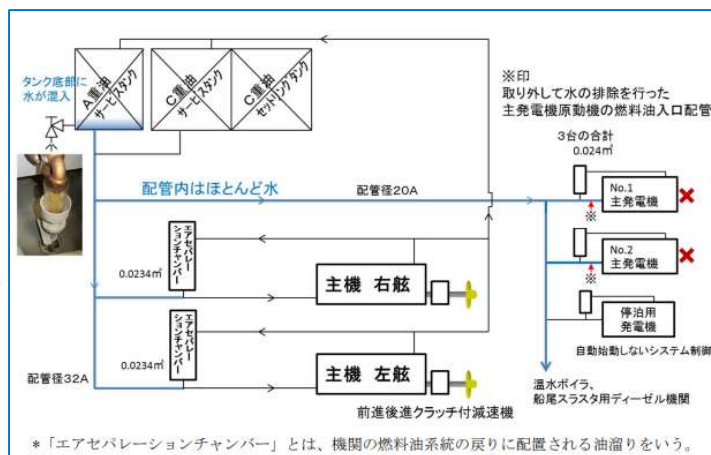 タンク底部に
水が混入
A重油
サービスタンク
C重油
サービスタンク
C重油
セットリングタンク
※印
取り外して水の排除を行った
主発電機原動機の燃料油入口配管
3台の合計
0.024㎥
配管内はほとんど水
配管径20A
No.1
主発電機
※
エアセパレー
ションチャンバー
0.0234㎥
主機 右舷
No.2
主発電機
※
エアセパレー
ションチャンバー
0.0234㎥
停泊用
発電機
自動始動しないシステム制御
配管径32A
主機 左舷
前進後進クラッチ付減速機
温水ボイラ、
船尾スラスタ用ディーゼル機関
*「エアセパレーションチャンバー」とは、機関の燃料油系統の戻りに配置される油溜りをいう。